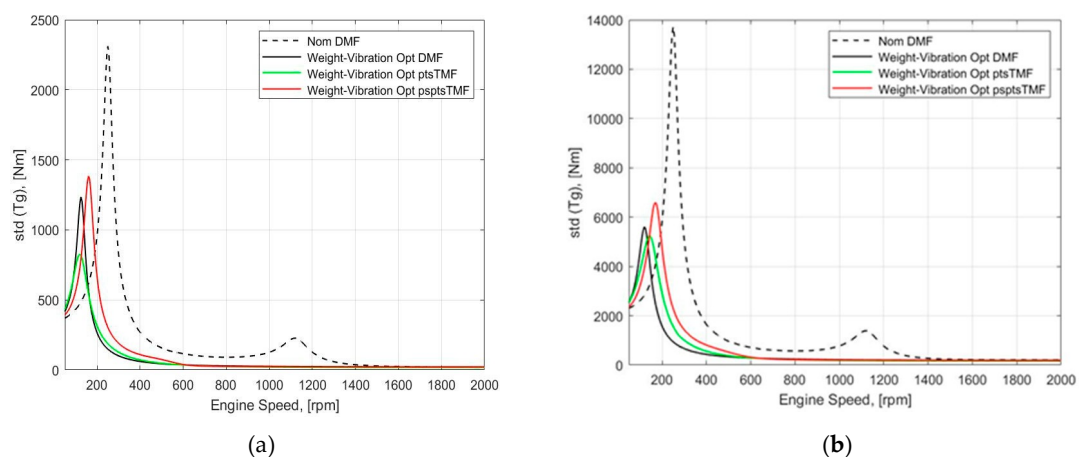 2500
2000
1500
1000
500
0
200 400 600 800 1000 1200 1400 1600 1800 2000
std (Tg), [Nm]
Engine Speed, [rpm]
Nom DMF
Weight-Vibration Opt DMF
Weight-Vibration Opt ptsTMF
Weight-Vibration Opt psptsTMF
(a)
14000
12000
10000
8000
6000
4000
2000
0
200 400 600 800 1000 1200 1400 1600 1800 2000
std (Tg), [Nm]
Engine Speed, [rpm]
Nom DMF
Weight-Vibration Opt DMF
Weight-Vibration Opt ptsTMF
Weight-Vibration Opt psptsTMF
(b)